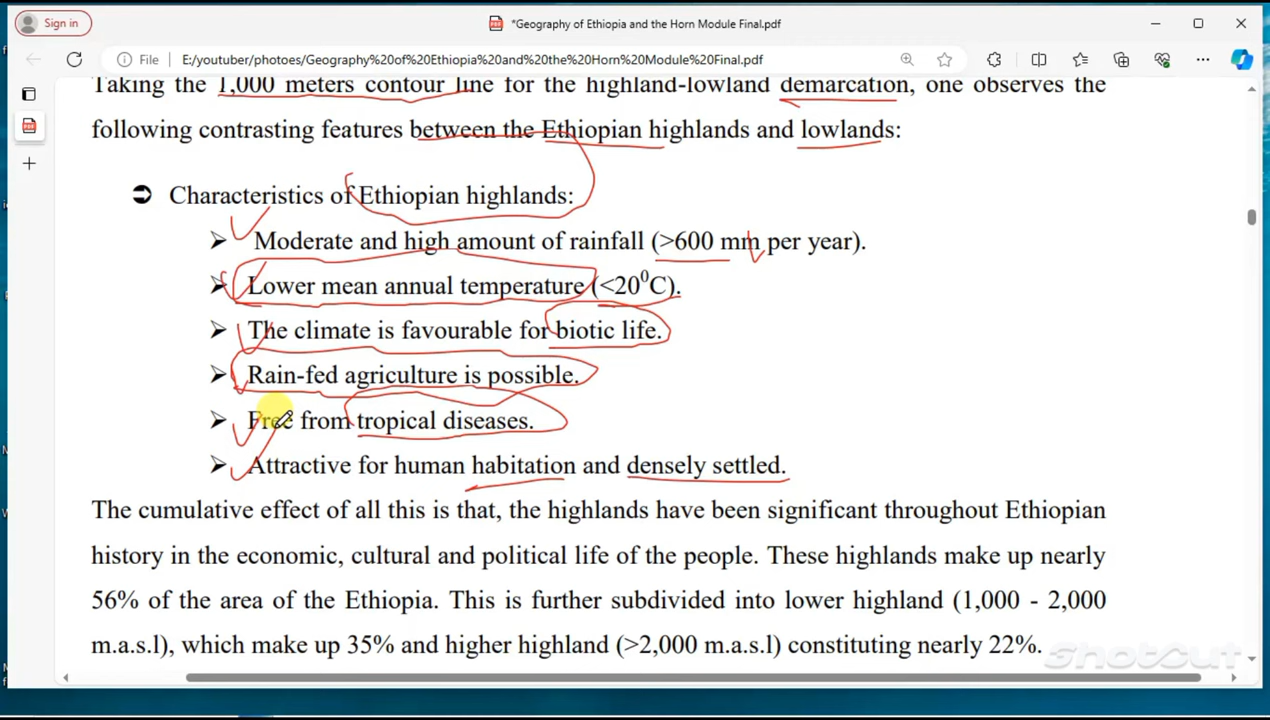 Sign in
*Geography of Ethiopia and the Horn Module Final.pdf
File
E:/youtuber/photoes/Geography%20of%20Ethiopia%20and%20the%20Horn%20Module%20Final.pdf
Taking the 1,000 meters contour line for the highland-lowland demarcation, one observes the
following contrasting features between the Ethiopian highlands and lowlands:
Characteristics of Ethiopian highlands:
Moderate and high amount of rainfall (>600 mm per year).
Lower mean annual temperature (<20⁰C).
The climate is favourable for biotic life.
Rain-fed agriculture is possible.
Free from tropical diseases.
Attractive for human habitation and densely settled.
The cumulative effect of all this is that, the highlands have been significant throughout Ethiopian
history in the economic, cultural and political life of the people. These highlands make up nearly
56% of the area of the Ethiopia. This is further subdivided into lower highland (1,000 - 2,000
m.a.s.l), which make up 35% and higher highland (>2,000 m.a.s.l) constituting nearly 22%.
Shotcut